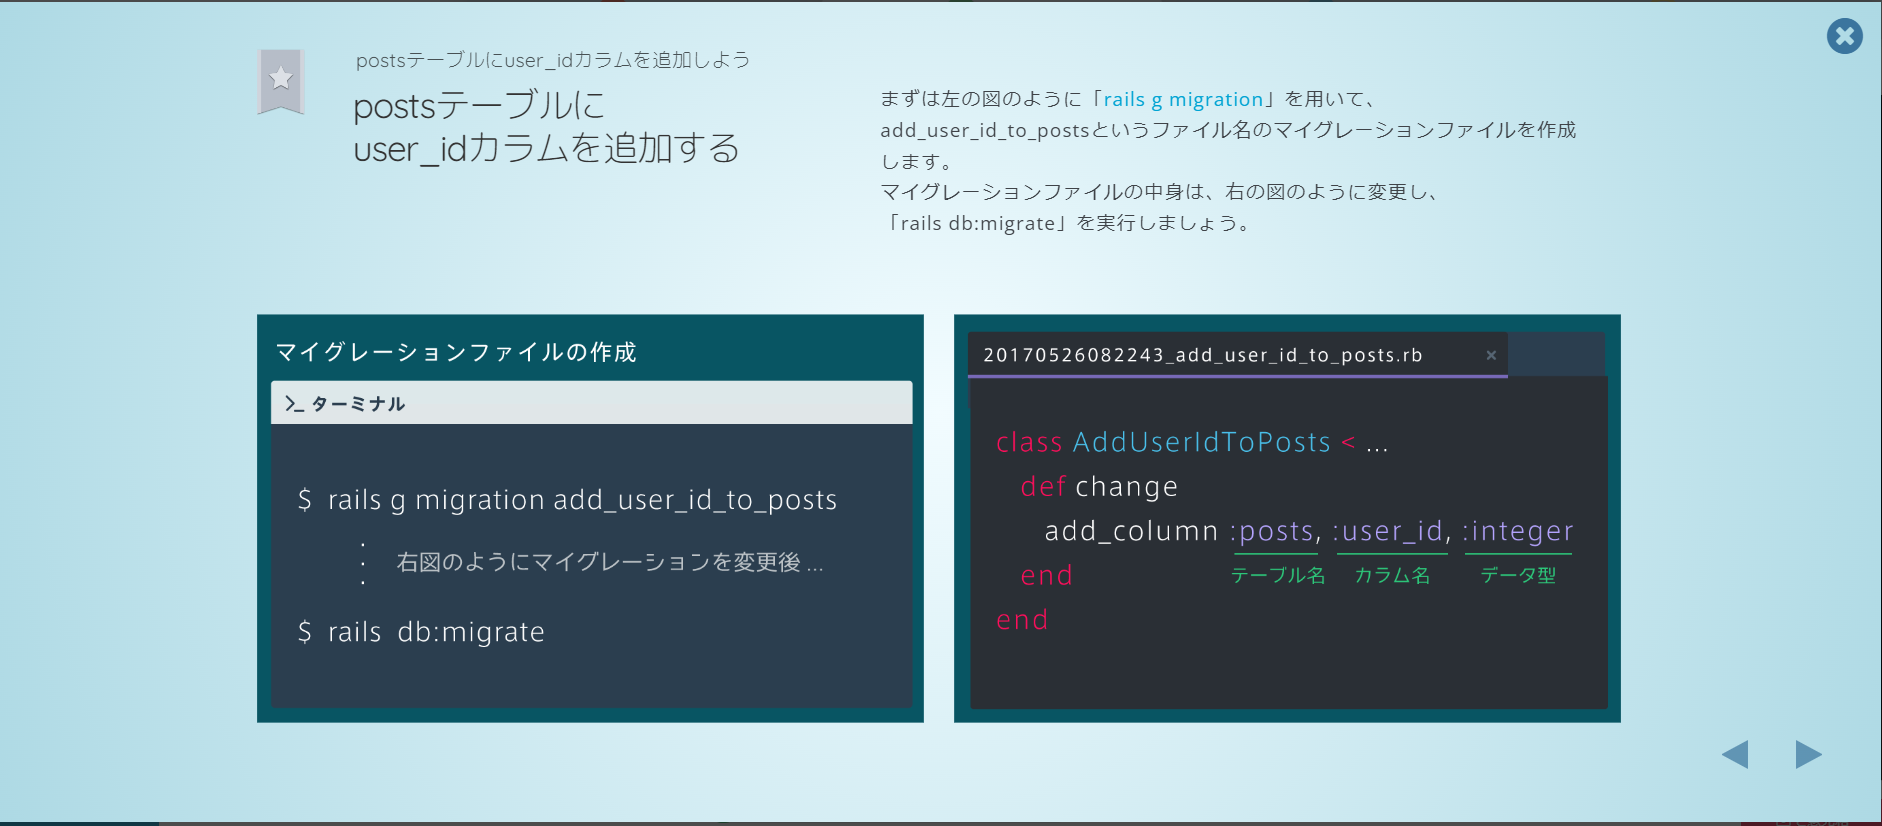 postsテーブルにuser_idカラムを追加しよう
postsテーブルに
user_idカラムを追加する
まずは左の図のように「rails g migration」を用いて、
add_user_id_to_postsというファイル名のマイグレーションファイルを作成
します。
マイグレーションファイルの中身は、右の図のように変更し、
「rails db:migrate」を実行しましょう。
マイグレーションファイルの作成
>_ ターミナル
$ rails g migration add_user_id_to_posts
右図のようにマイグレーションを変更後 ...
$ rails db:migrate
20170526082243_add_user_id_to_posts.rb ×
class AddUserIdToPosts < ...
def change
add_column :posts, :user_id, :integer
テーブル名 カラム名 データ型
end
end